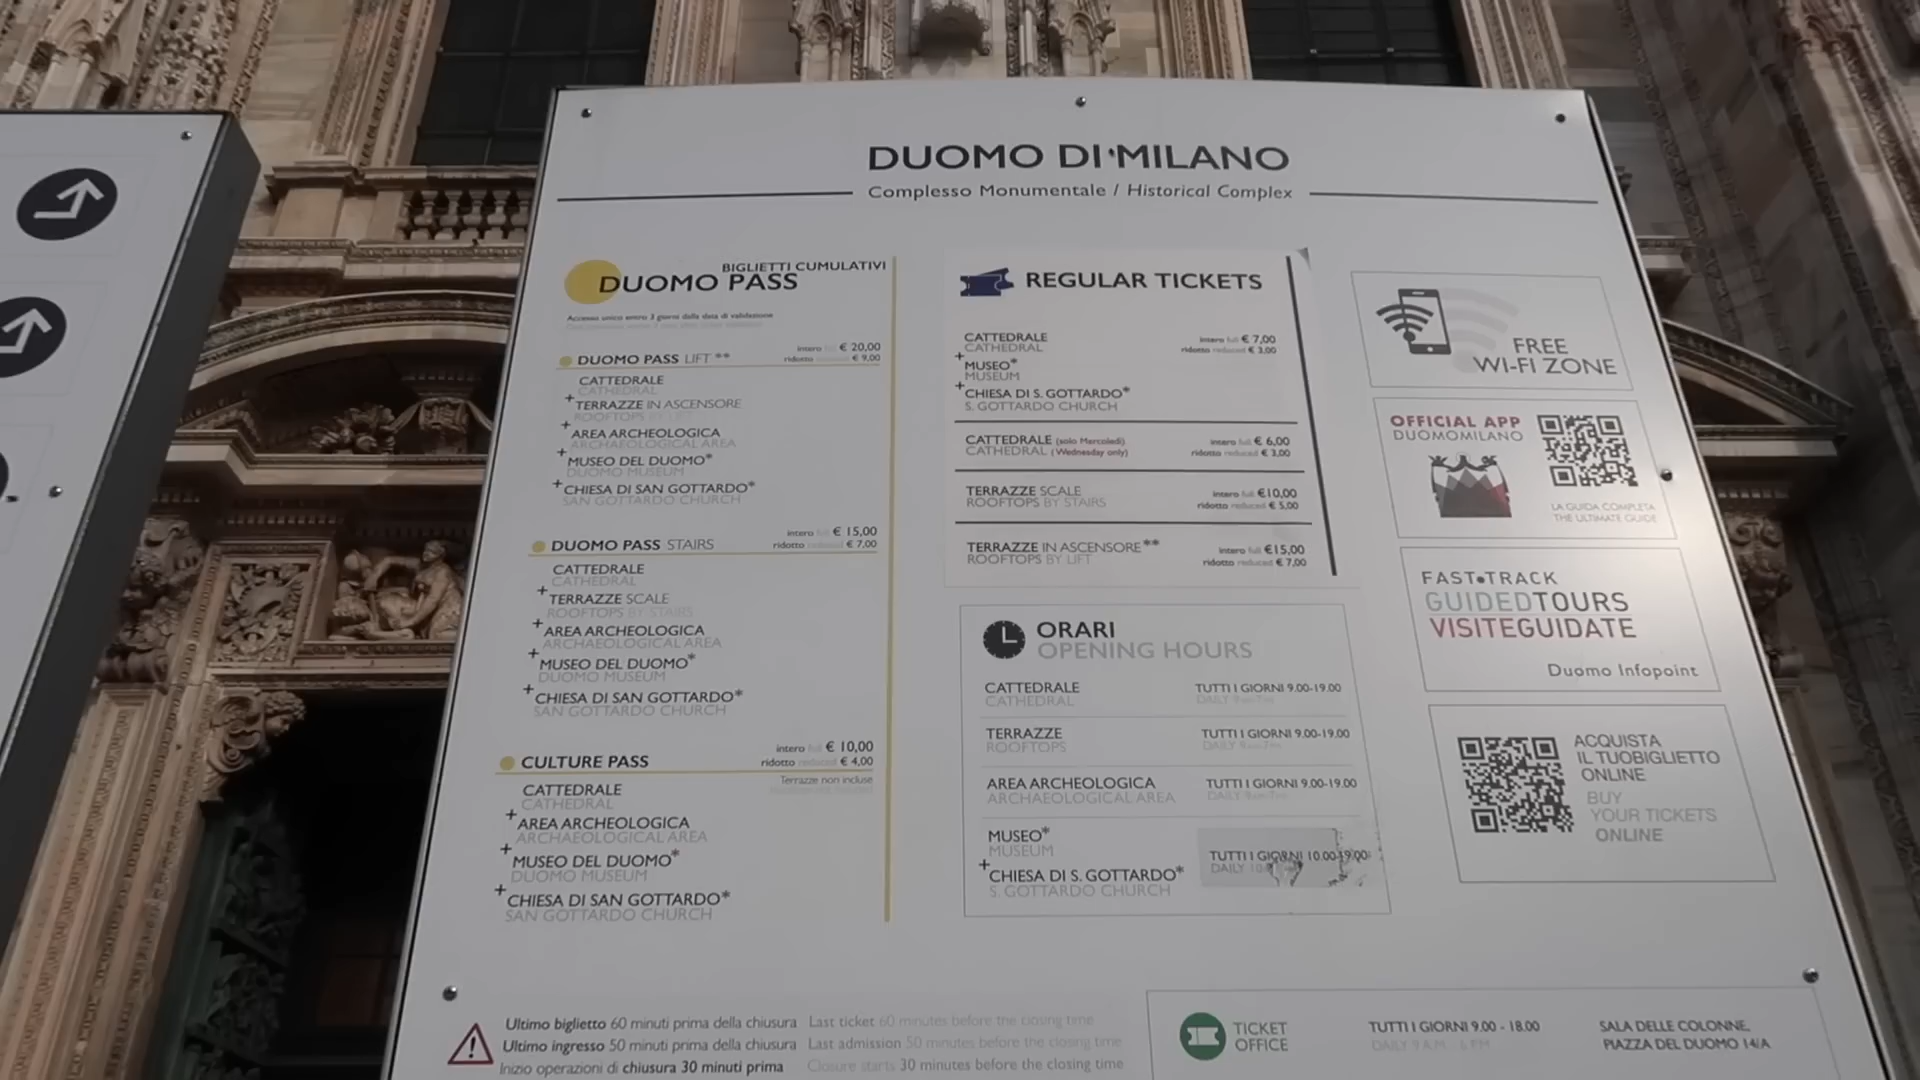 DUOMO DI MILANO
Complesso Monumentale / Historical Complex
BIGLIETTI CUMULATIVI
DUOMO PASS
Accesso unico entro 3 giorni dalla data di validazione
DUOMO PASS LIFT **
intero full € 20,00
ridotto reduced € 9,00
CATTEDRALE
CATHEDRAL
+ TERRAZZE IN ASCENSORE
ROOFTOPS BY LIFT
+ AREA ARCHEOLOGICA
ARCHAEOLOGICAL AREA
+ MUSEO DEL DUOMO*
DUOMO MUSEUM
+ CHIESA DI SAN GOTTARDO*
SAN GOTTARDO CHURCH
DUOMO PASS STAIRS
intero full € 15,00
ridotto reduced € 7,00
CATTEDRALE
CATHEDRAL
+ TERRAZZE SCALE
ROOFTOPS BY STAIRS
+ AREA ARCHEOLOGICA
ARCHAEOLOGICAL AREA
+ MUSEO DEL DUOMO*
DUOMO MUSEUM
+ CHIESA DI SAN GOTTARDO*
SAN GOTTARDO CHURCH
CULTURE PASS
intero full € 10,00
ridotto reduced € 4,00
Terrazze non incluse
CATTEDRALE
CATHEDRAL
+ AREA ARCHEOLOGICA
ARCHAEOLOGICAL AREA
+ MUSEO DEL DUOMO*
DUOMO MUSEUM
+ CHIESA DI SAN GOTTARDO*
SAN GOTTARDO CHURCH
REGULAR TICKETS
CATTEDRALE
CATHEDRAL
intero full € 7,00
ridotto reduced € 3,00
+ MUSEO*
MUSEUM
+ CHIESA DI S. GOTTARDO*
S. GOTTARDO CHURCH
CATTEDRALE (solo Mercoledì)
CATHEDRAL (Wednesday only)
intero full € 6,00
ridotto reduced € 3,00
TERRAZZE SCALE
ROOFTOPS BY STAIRS
intero full €10,00
ridotto reduced € 5,00
TERRAZZE IN ASCENSORE**
ROOFTOPS BY LIFT
intero full €15,00
ridotto reduced € 7,00
ORARI
OPENING HOURS
CATTEDRALE
CATHEDRAL
TUTTI I GIORNI 9.00-19.00
TERRAZZE
ROOFTOPS
TUTTI I GIORNI 9.00-19.00
AREA ARCHEOLOGICA
ARCHAEOLOGICAL AREA
TUTTI I GIORNI 9.00-19.00
MUSEO*
MUSEUM
+ CHIESA DI S. GOTTARDO*
S. GOTTARDO CHURCH
TUTTI I GIORNI 10.00-19.00
DAILY
FREE
WI-FI ZONE
OFFICIAL APP
DUOMOMILANO
LA GUIDA COMPLETA
THE ULTIMATE GUIDE
FAST•TRACK
GUIDEDTOURS
VISITEGUIDATE
Duomo Infopoint
ACQUISTA
IL TUOBIGLIETTO
ONLINE
BUY
YOUR TICKETS
ONLINE
Ultimo biglietto 60 minuti prima della chiusura
Ultimo ingresso 50 minuti prima della chiusura
Inizio operazioni di chiusura 30 minuti prima
Last ticket 60 minutes before the closing time
Last admission 50 minutes before the closing time
Closure starts 30 minutes before the closing time
TICKET
OFFICE
TUTTI I GIORNI 9.00 - 18.00
DAILY 9 A.M. - 6 P.M.
SALA DELLE COLONNE,
PIAZZA DEL DUOMO 14/A